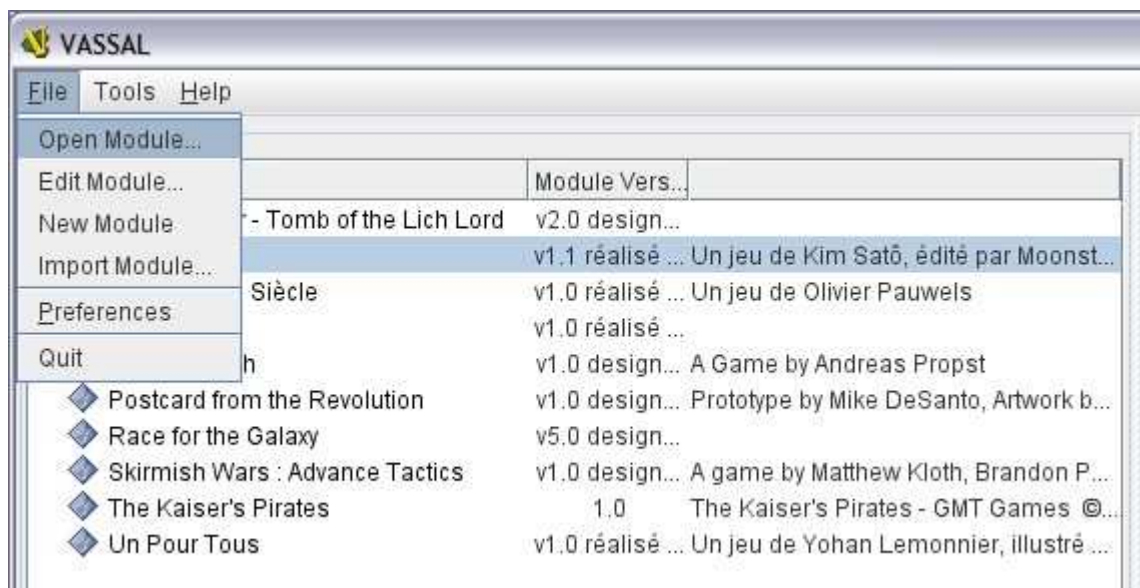 VASSAL
File Tools Help
Open Module...
Edit Module...
New Module
Import Module...
Preferences
Quit
Module Vers...
- Tomb of the Lich Lord v2.0 design...
v1.1 réalisé ... Un jeu de Kim Satô, édité par Moonst...
Siècle v1.0 réalisé ... Un jeu de Olivier Pauwels
v1.0 réalisé ...
h v1.0 design... A Game by Andreas Propst
Postcard from the Revolution v1.0 design... Prototype by Mike DeSanto, Artwork b...
Race for the Galaxy v5.0 design...
Skirmish Wars : Advance Tactics v1.0 design... A game by Matthew Kloth, Brandon P...
The Kaiser's Pirates 1.0 The Kaiser's Pirates - GMT Games ©...
Un Pour Tous v1.0 réalisé ... Un jeu de Yohan Lemonnier, illustré ...